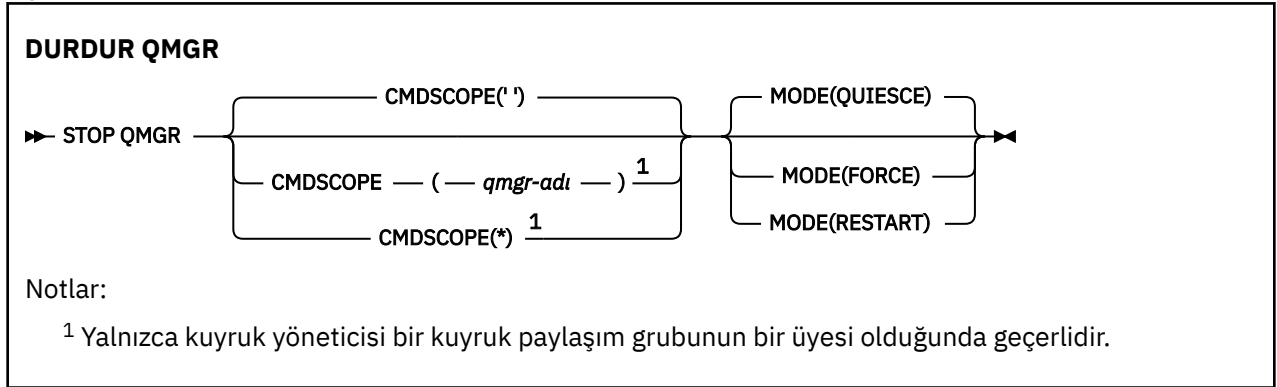 DURDUR QMGR
CMDSCOPE(' ') MODE(QUIESCE)
STOP QMGR
CMDSCOPE ( qmgr-adı ) 1 MODE(FORCE)
CMDSCOPE(*) 1 MODE(RESTART)
Notlar:
1 Yalnızca kuyruk yöneticisi bir kuyruk paylaşım grubunun bir üyesi olduğunda geçerlidir.